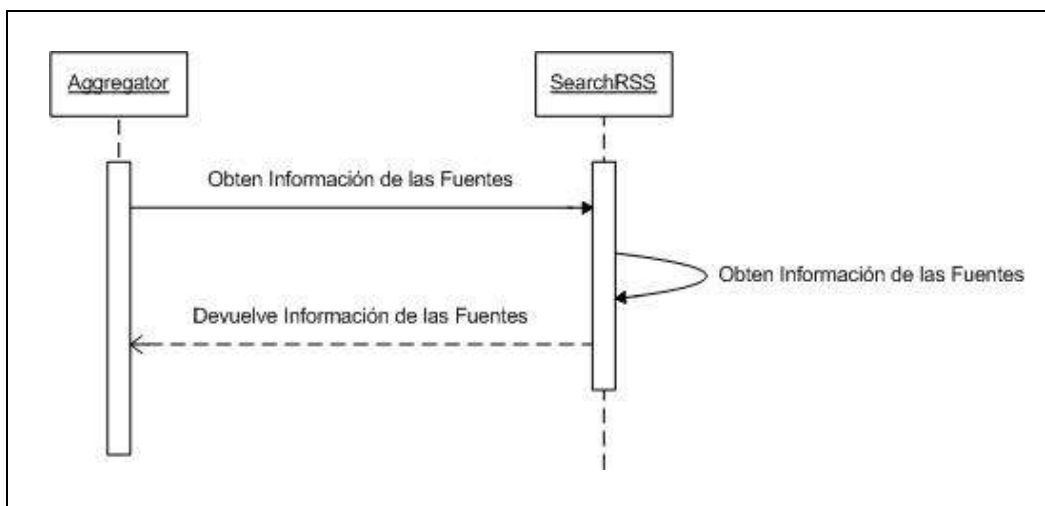 Aggregator
SearchRSS
Obten Información de las Fuentes
Obten Información de las Fuentes
Devuelve Información de las Fuentes